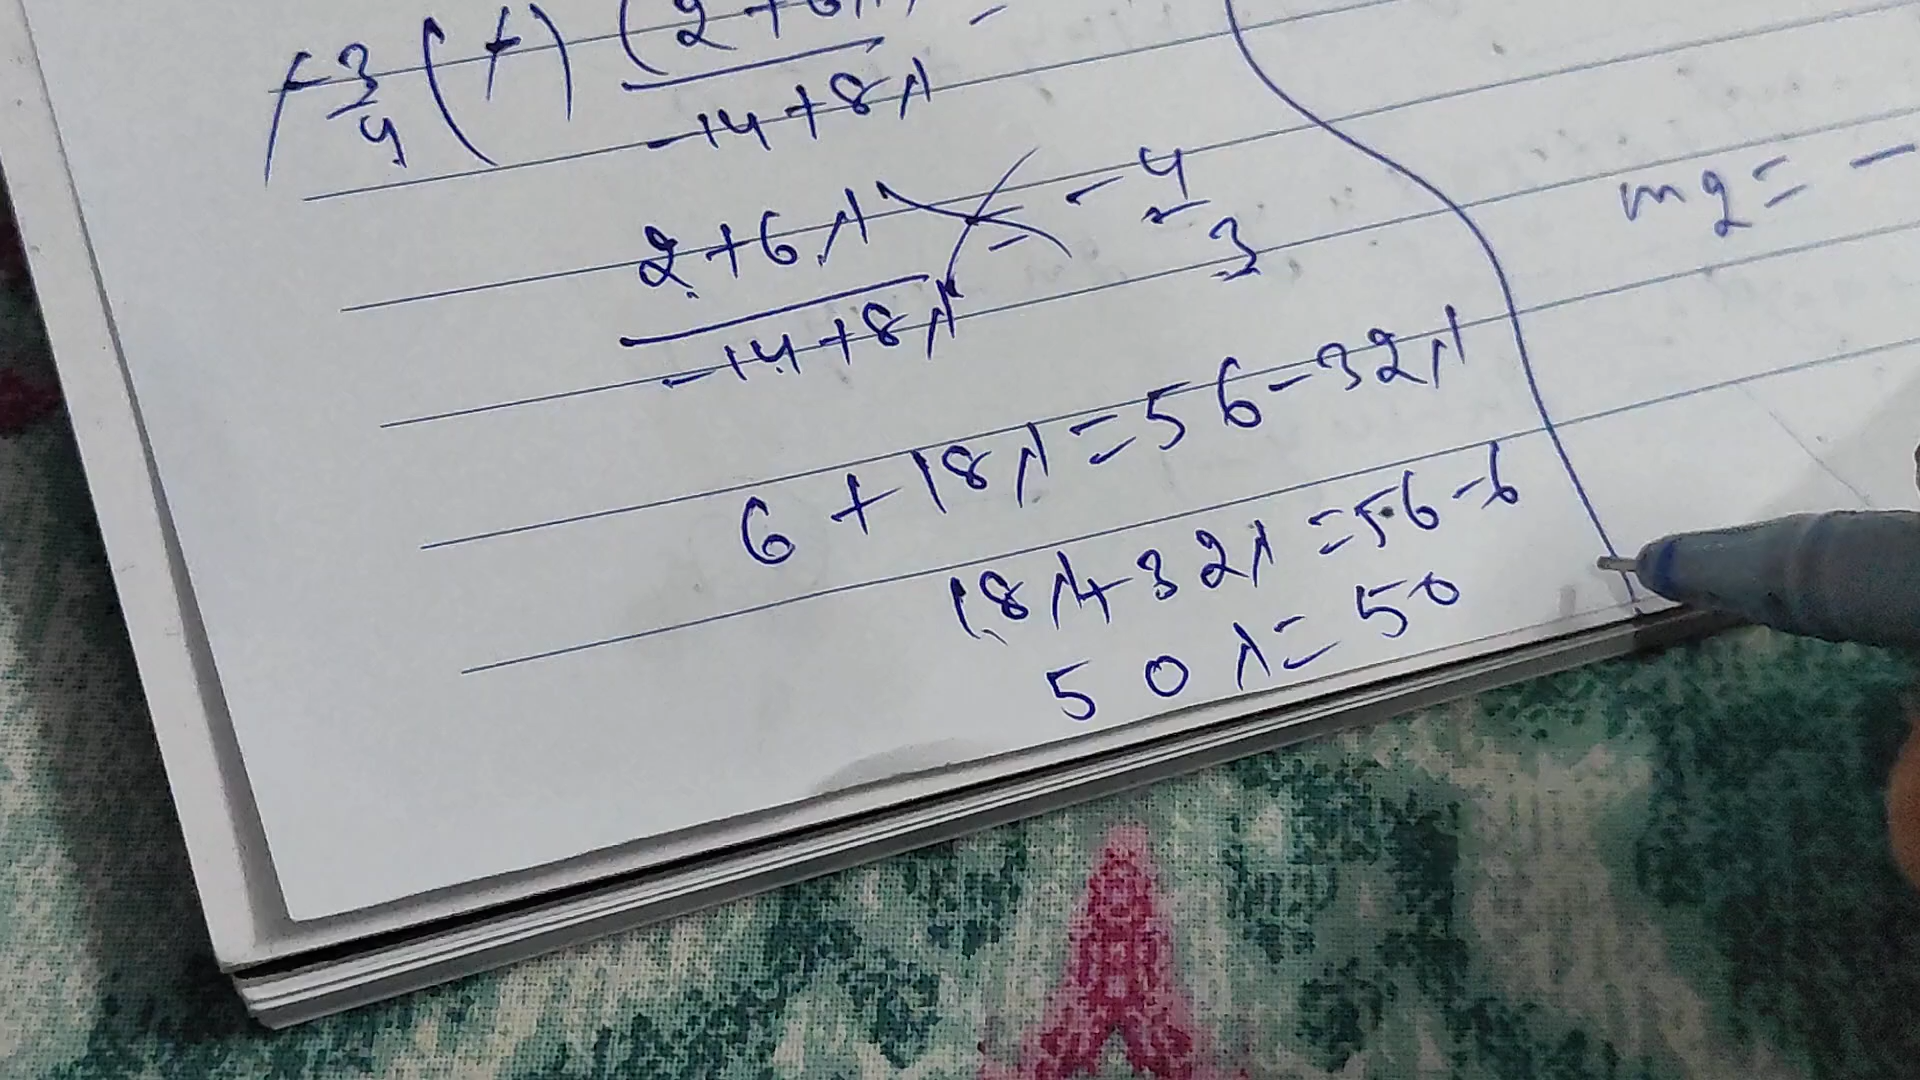 -3/4 (-) (2+6λ) =
-14+8λ
2+6λ = -4
-14+8λ 3
6+18λ=56-32λ
18λ+32λ=56-6
50λ=50
m2= -